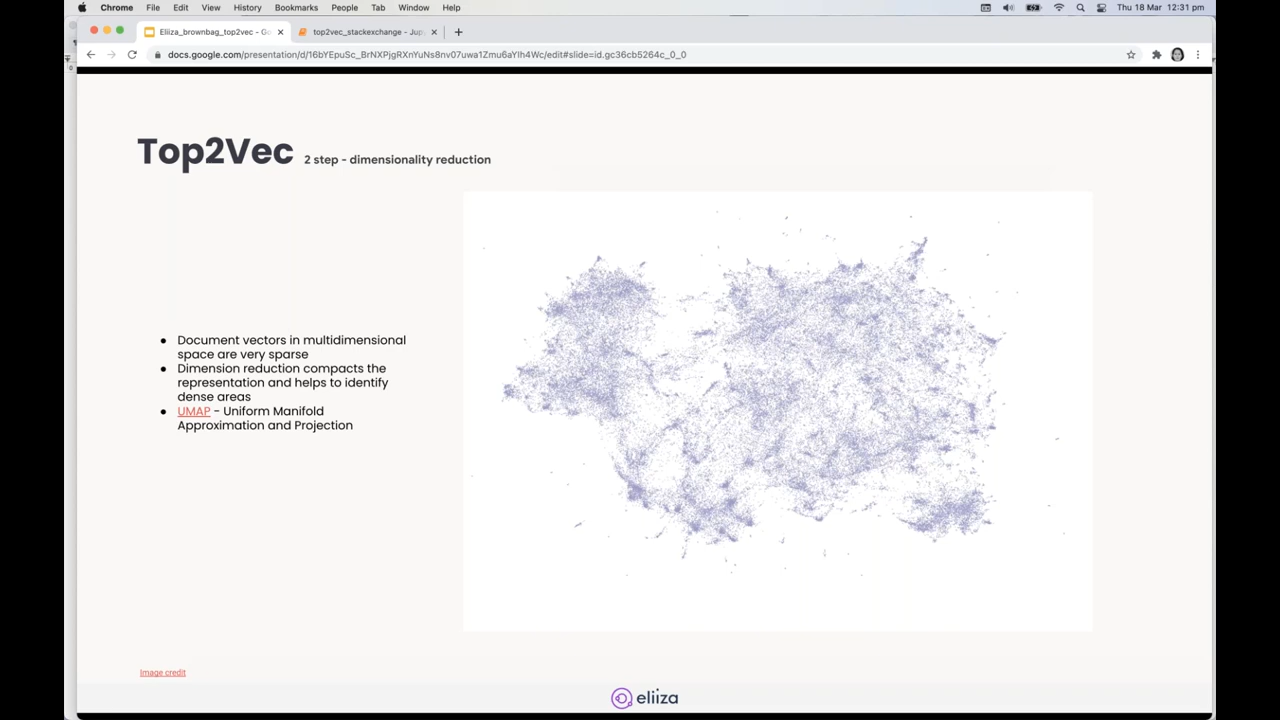 Chrome File Edit View History Bookmarks People Tab Window Help Thu 18 Mar 12:31 pm
Eliiza_brownbag_top2vec - Go top2vec_stackexchange - Jup
docs.google.com/presentation/d/16bYEpuSc_BrNXPjgRXnYuNs8nv07uwa1Zmu6aYIh4Wc/edit#slide=id.gc36cb5264c_0_0
Top2Vec 2 step - dimensionality reduction
● Document vectors in multidimensional
space are very sparse
● Dimension reduction compacts the
representation and helps to identify
dense areas
● UMAP - Uniform Manifold
Approximation and Projection
Image credit
eliiza